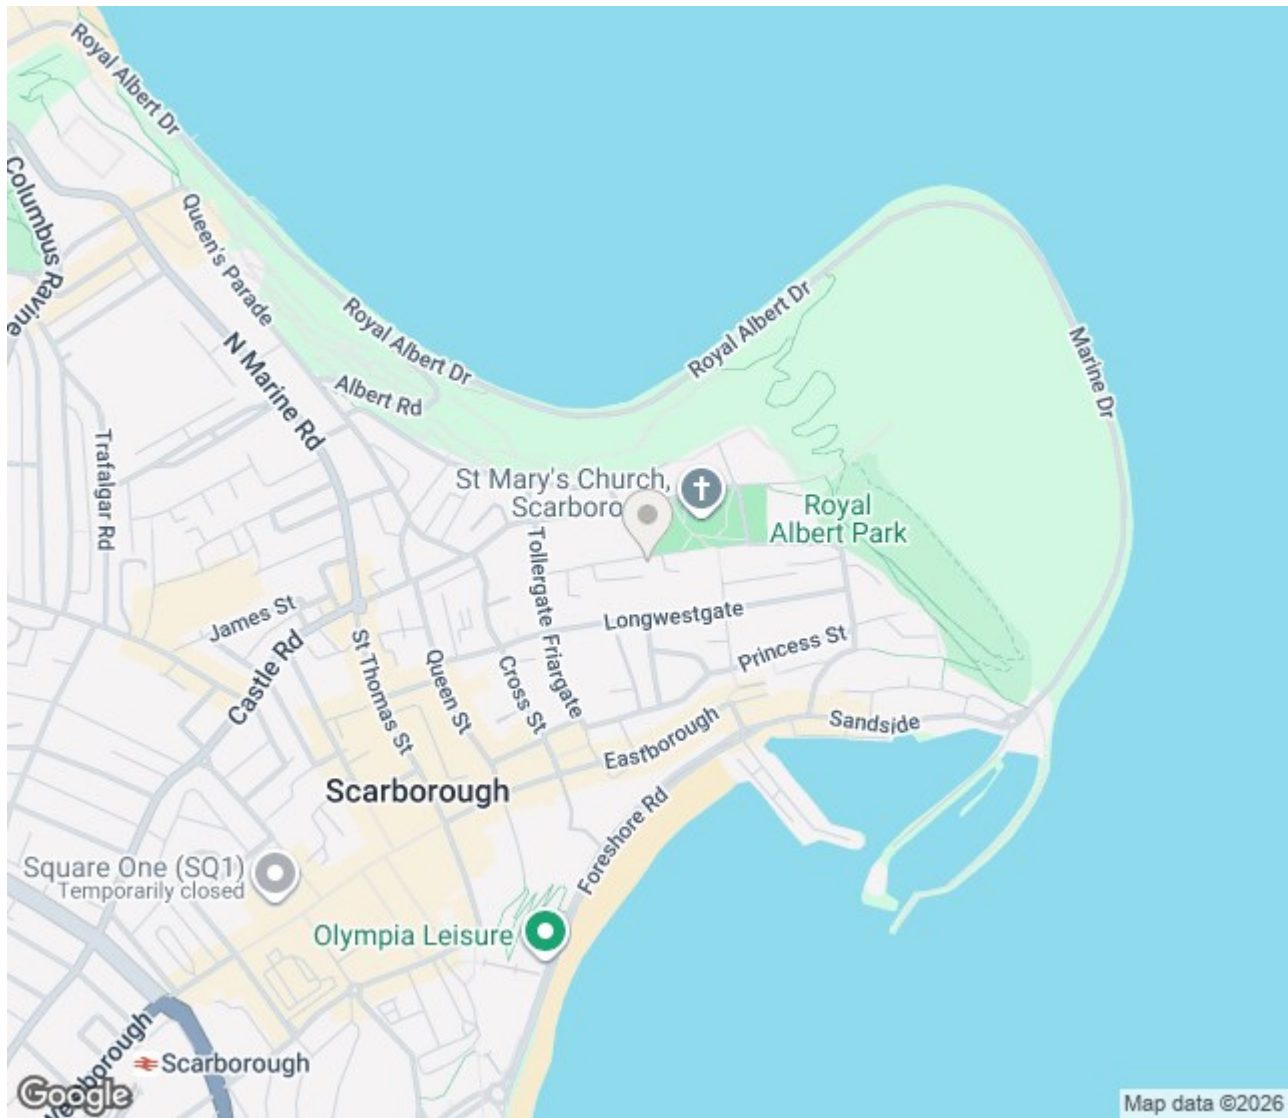 Royal Albert Dr
Columbus Ravine
Queen's Parade
Royal Albert Dr
Royal Albert Dr
Marine Dr
N Marine Rd
Albert Rd
Trafalgar Rd
St Mary's Church,
Scarboro
Royal
Albert Park
Tollergate
Friargate
James St
Longwestgate
Castle Rd
St Thomas St
Queen St
Cross St
Princess St
Eastborough
Sandside
Scarborough
Foreshore Rd
Square One (SQ1)
Temporarily closed
Olympia Leisure
Westborough
Scarborough
Google
Map data ©2026